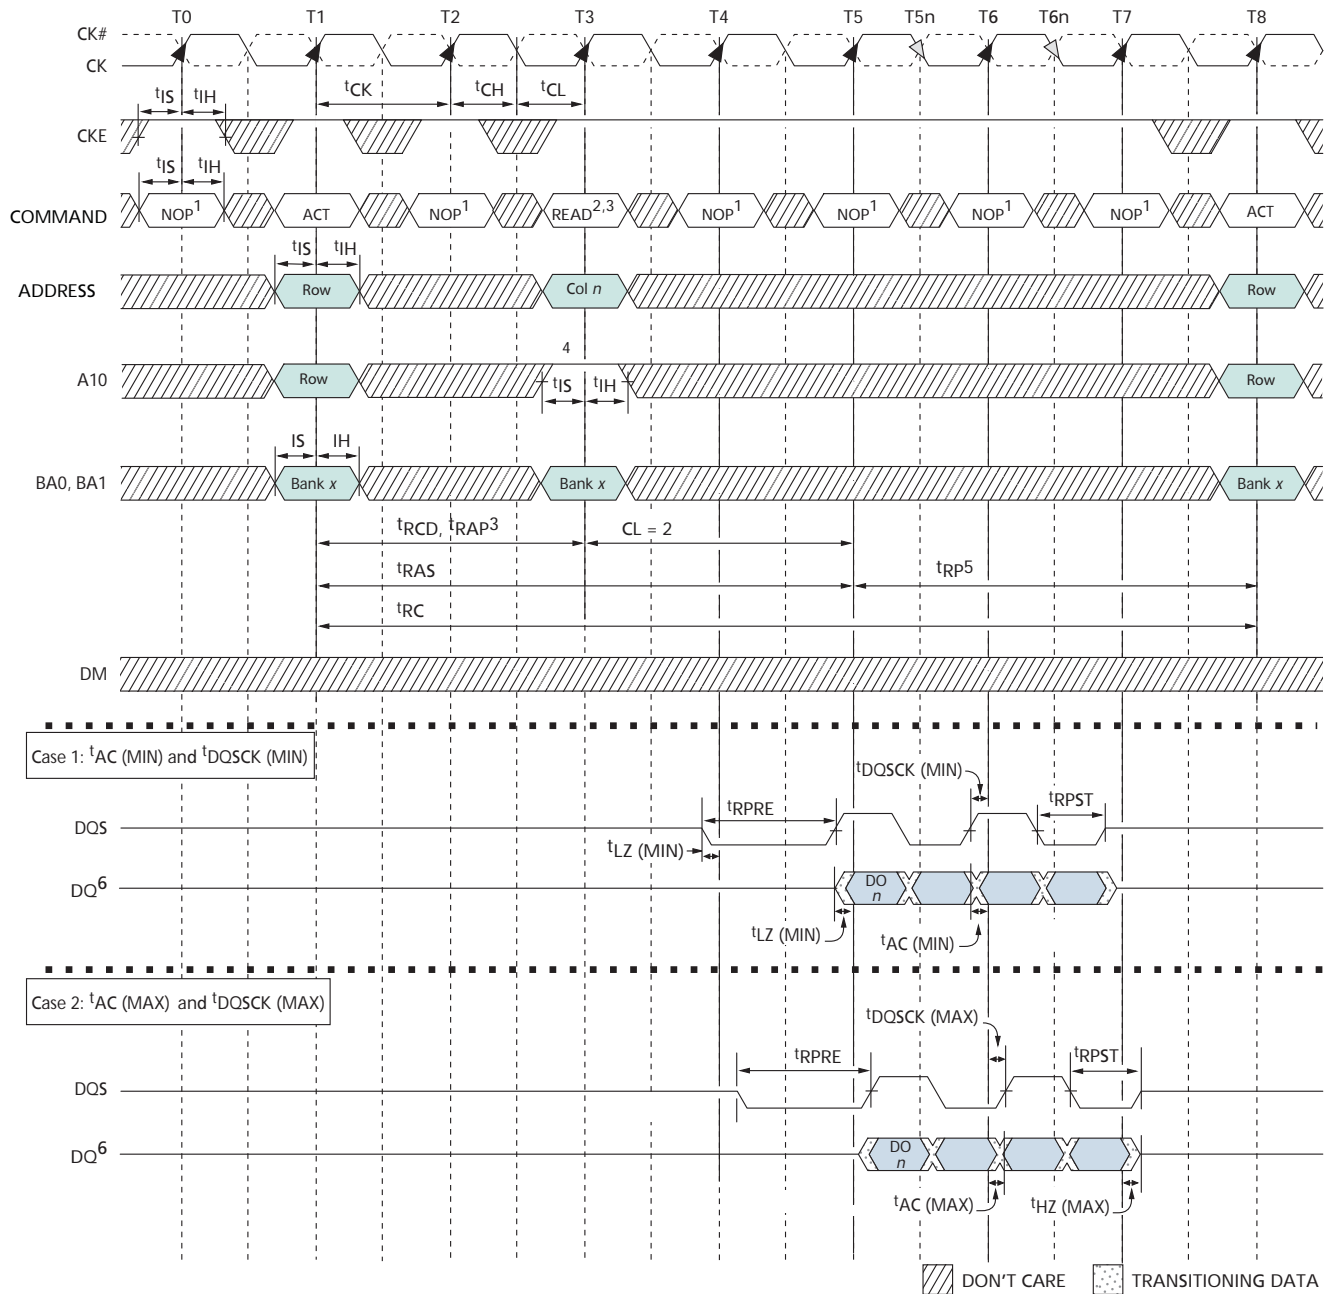 T0 T1 T2 T3 T4 T5 T5n T6 T6n T7 T8
CK#
CK
tCK tCH tCL
tIS tIH
CKE
tIS tIH
COMMAND NOP1 ACT NOP1 READ2,3 NOP1 NOP1 NOP1 NOP1 ACT
tIS tIH
ADDRESS Row Col n Row
4
A10 Row Row
tIS tIH
IS IH
BA0, BA1 Bank x Bank x Bank x
tRCD, tRAP3 CL = 2
tRAS tRP5
tRC
DM
Case 1: tAC (MIN) and tDQSCK (MIN)
tDQSCK (MIN)
tRPRE tRPST
DQS
tLZ (MIN)
DQ6 DO
n
tLZ (MIN) tAC (MIN)
Case 2: tAC (MAX) and tDQSCK (MAX)
tDQSCK (MAX)
tRPRE tRPST
DQS
DQ6 DO
n
tAC (MAX) tHZ (MAX)
DON'T CARE TRANSITIONING DATA